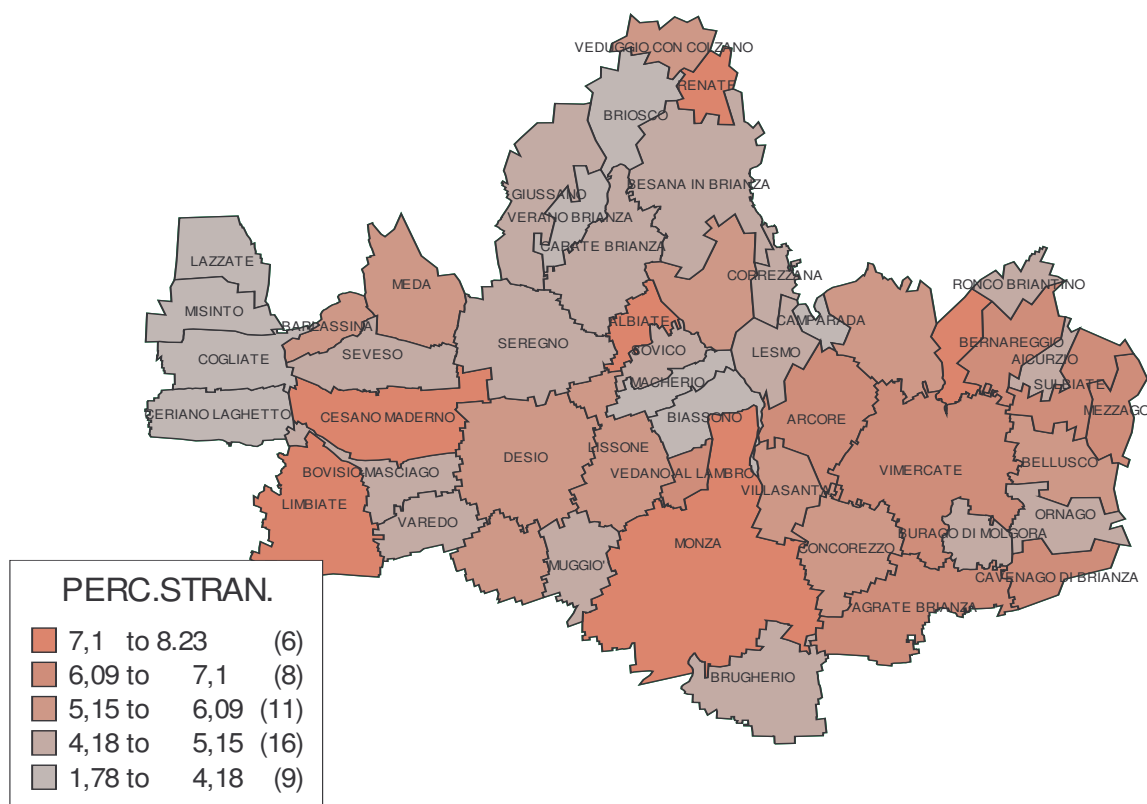 VEDUGGIO CON COLZANO
RENATE
BRIOSCO
BESANA IN BRIANZA
GIUSSANO
VERANO BRIANZA
CARATE BRIANZA
LAZZATE
CORREZZANA
MEDA
RONCO BRIANTINO
MISINTO
BARLASSINA
ALBIATE
CAMPARADA
BERNAREGGIO
SEREGNO
SOVICO
LESMO
SEVESO
COGLIATE
AICURZIO
MACHERIO
SULBIATE
CERIANO LAGHETTO
CESANO MADERNO
BIASSONO
ARCORE
MEZZAGO
LISSONE
DESIO
BELLUSCO
BOVISIO-MASCIAGO
VEDANO AL LAMBRO
VIMERCATE
VILLASANTA
LIMBIATE
ORNAGO
VAREDO
BURAGO DI MOLGORA
MONZA
CONCOREZZO
MUGGIO'
CAVENAGO DI BRIANZA
AGRATE BRIANZA
BRUGHERIO
PERC.STRAN.
7,1 to 8.23 (6)
6,09 to 7,1 (8)
5,15 to 6,09 (11)
4,18 to 5,15 (16)
1,78 to 4,18 (9)